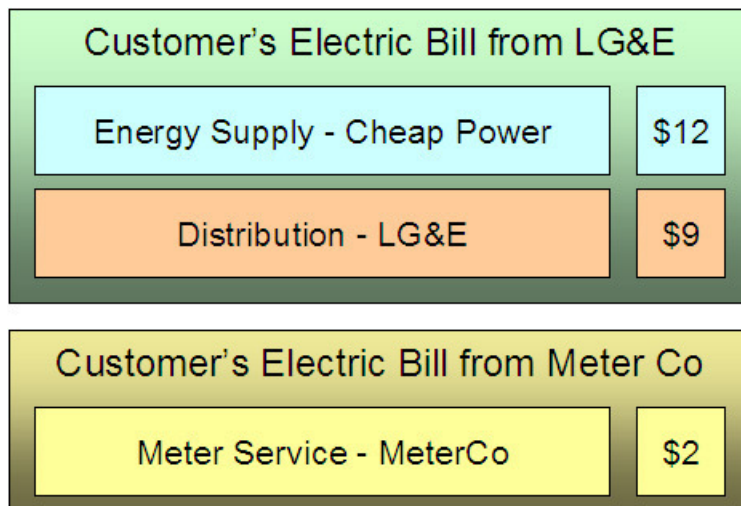 Customer's Electric Bill from LG&E
Energy Supply - Cheap Power $12
Distribution - LG&E $9
Customer's Electric Bill from Meter Co
Meter Service - MeterCo $2